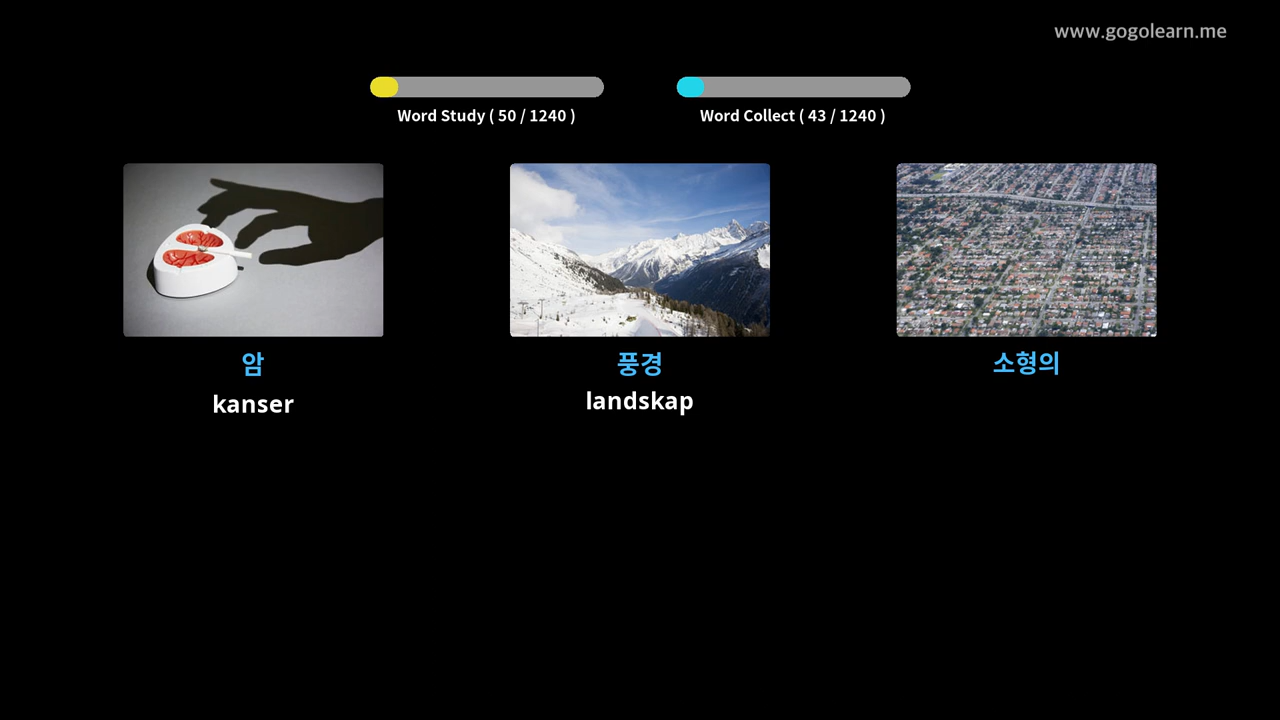 www.gogolearn.me
Word Study ( 50 / 1240 )
Word Collect ( 43 / 1240 )
암
kanser
풍경
landskap
소형의